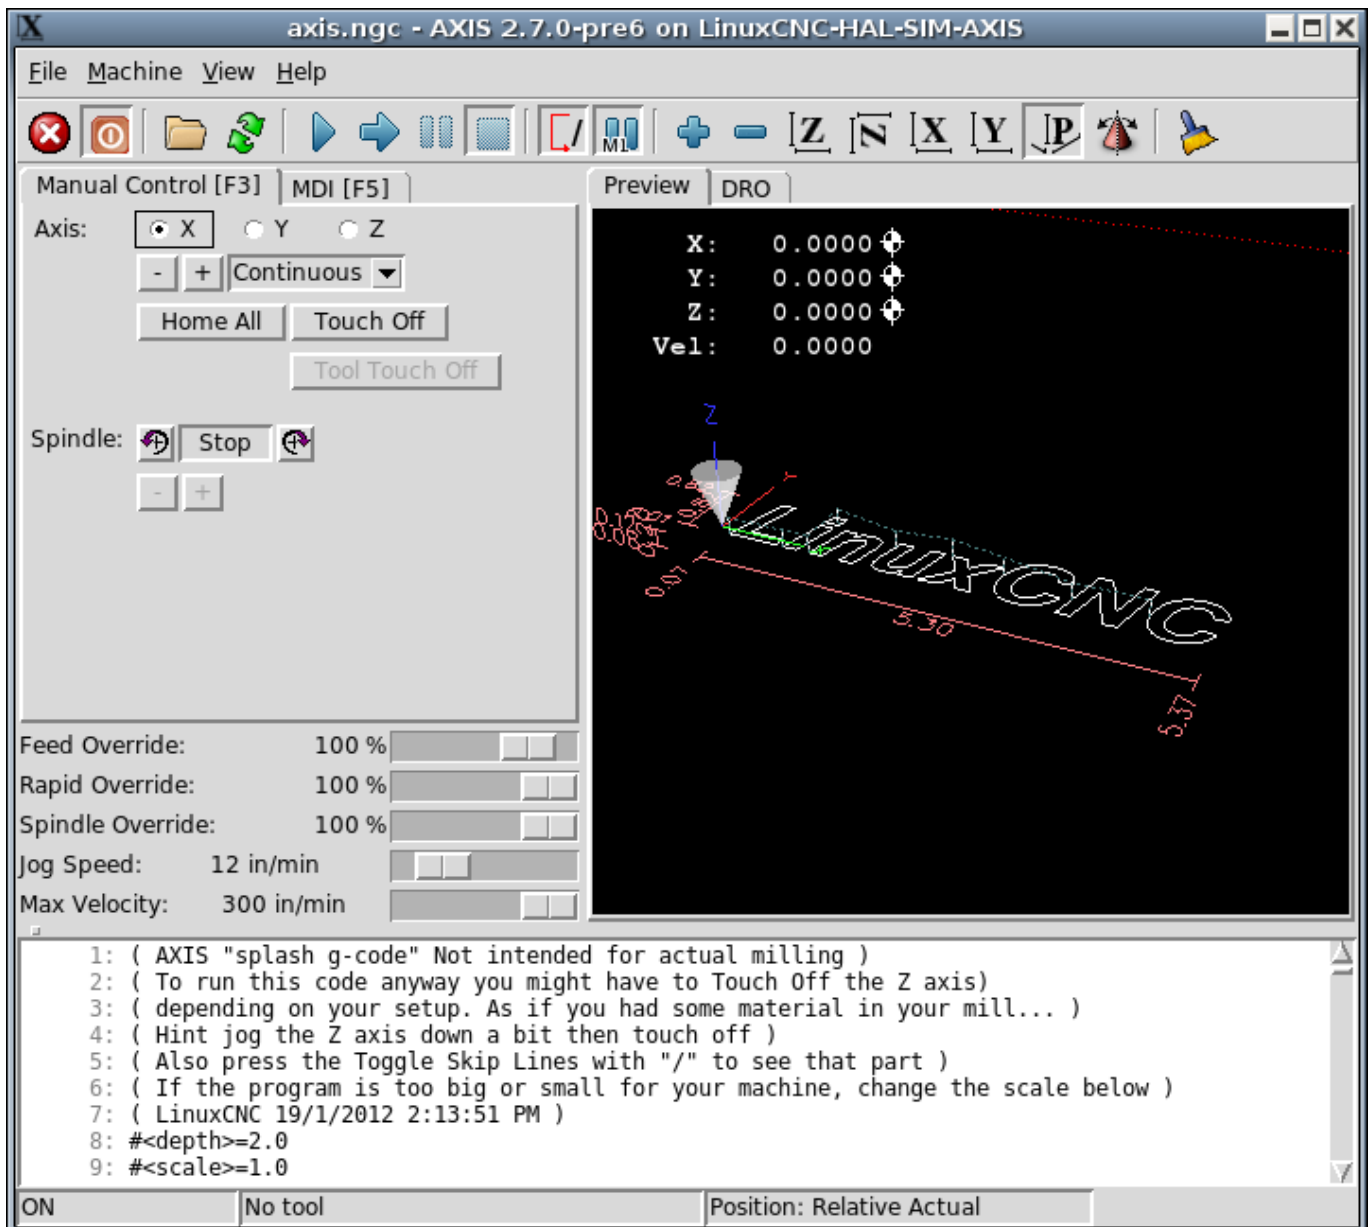 axis.ngc - AXIS 2.7.0-pre6 on LinuxCNC-HAL-SIM-AXIS
File Machine View Help
M1 Z N X Y P
Manual Control [F3] MDI [F5]
Axis: X Y Z
- + Continuous
Home All Touch Off
Tool Touch Off
Spindle: Stop
- +
Feed Override: 100 %
Rapid Override: 100 %
Spindle Override: 100 %
Jog Speed: 12 in/min
Max Velocity: 300 in/min
Preview DRO
X: 0.0000
Y: 0.0000
Z: 0.0000
Vel: 0.0000
Z
Y
LinuxCNC
0.07
5.30
5.37
1: ( AXIS "splash g-code" Not intended for actual milling )
2: ( To run this code anyway you might have to Touch Off the Z axis)
3: ( depending on your setup. As if you had some material in your mill... )
4: ( Hint jog the Z axis down a bit then touch off )
5: ( Also press the Toggle Skip Lines with "/" to see that part )
6: ( If the program is too big or small for your machine, change the scale below )
7: ( LinuxCNC 19/1/2012 2:13:51 PM )
8: #<depth>=2.0
9: #<scale>=1.0
ON No tool Position: Relative Actual